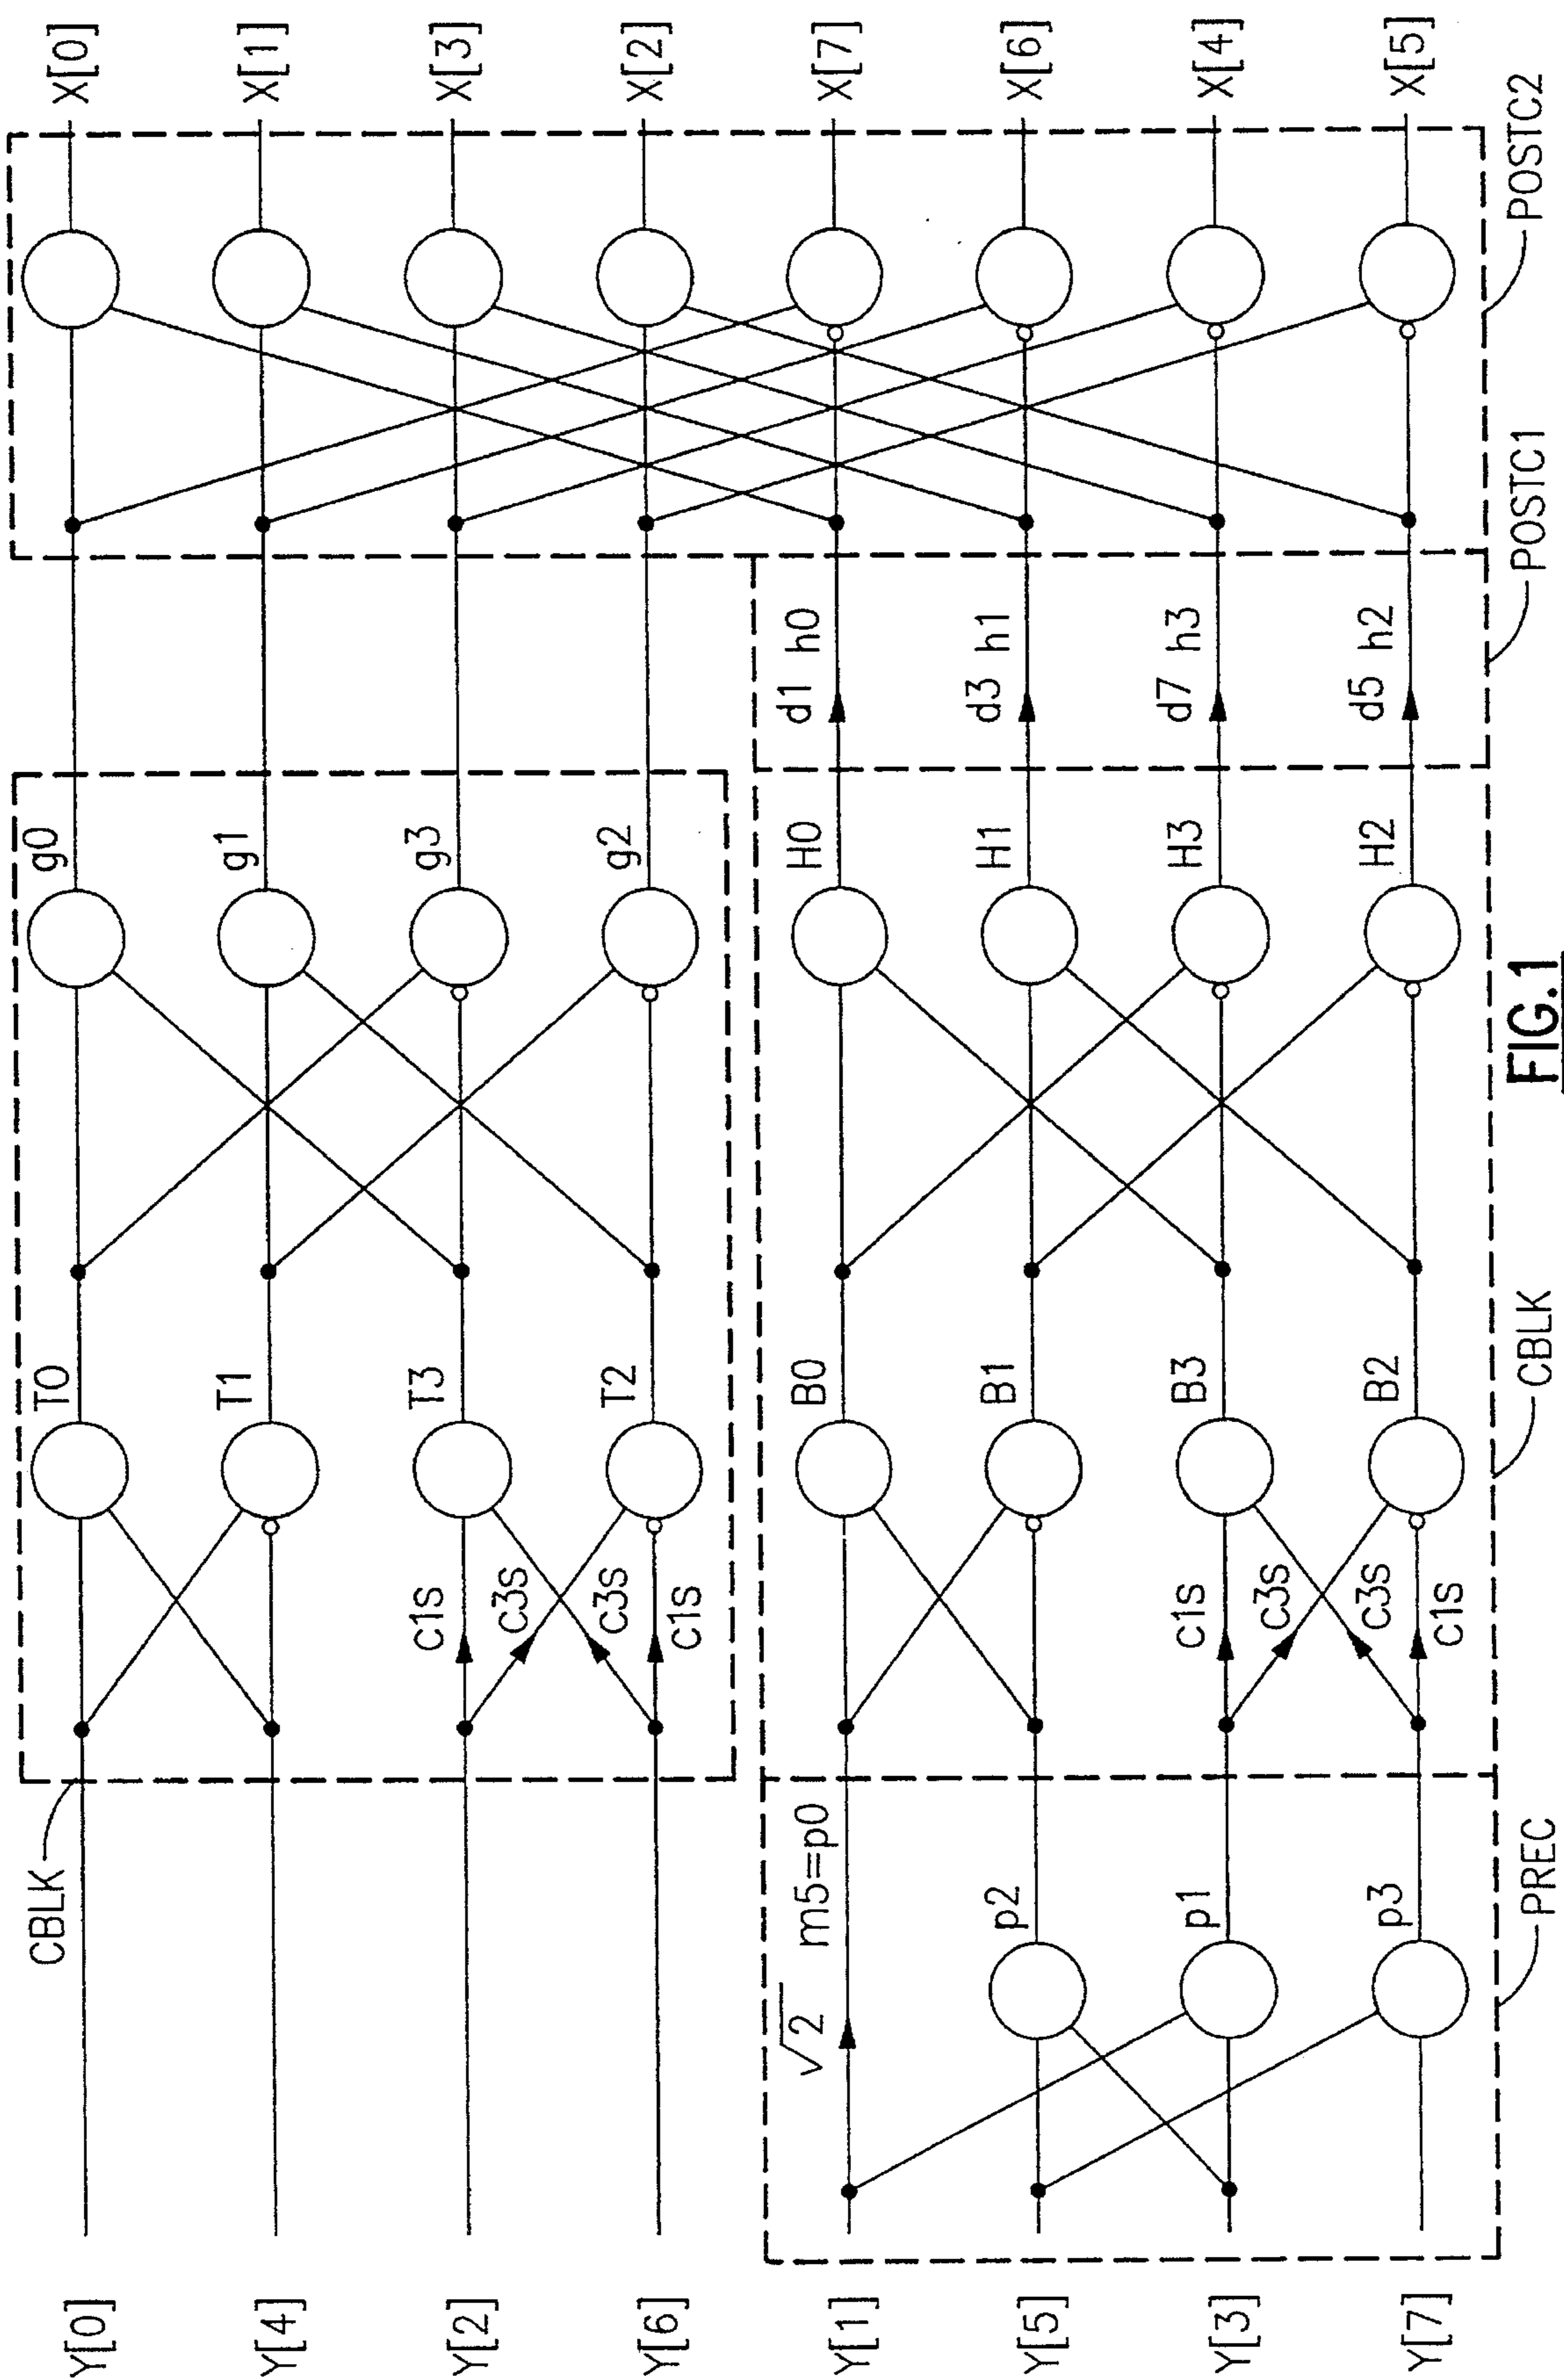 CBLK
Y[0]
T0
g0
X[0]
Y[4]
T1
g1
X[1]
Y[2]
c1s
T3
g3
X[3]
c3s
c3s
Y[6]
c1s
T2
g2
X[2]
Y[1]
√2 m5=p0
B0
H0
d1 h0
X[7]
Y[5]
p2
B1
H1
d3 h1
X[6]
Y[3]
p1
c1s
B3
H3
d7 h3
X[4]
c3s
c3s
Y[7]
p3
c1s
B2
H2
d5 h2
X[5]
PREC
CBLK
POSTC1
POSTC2
FIG.1